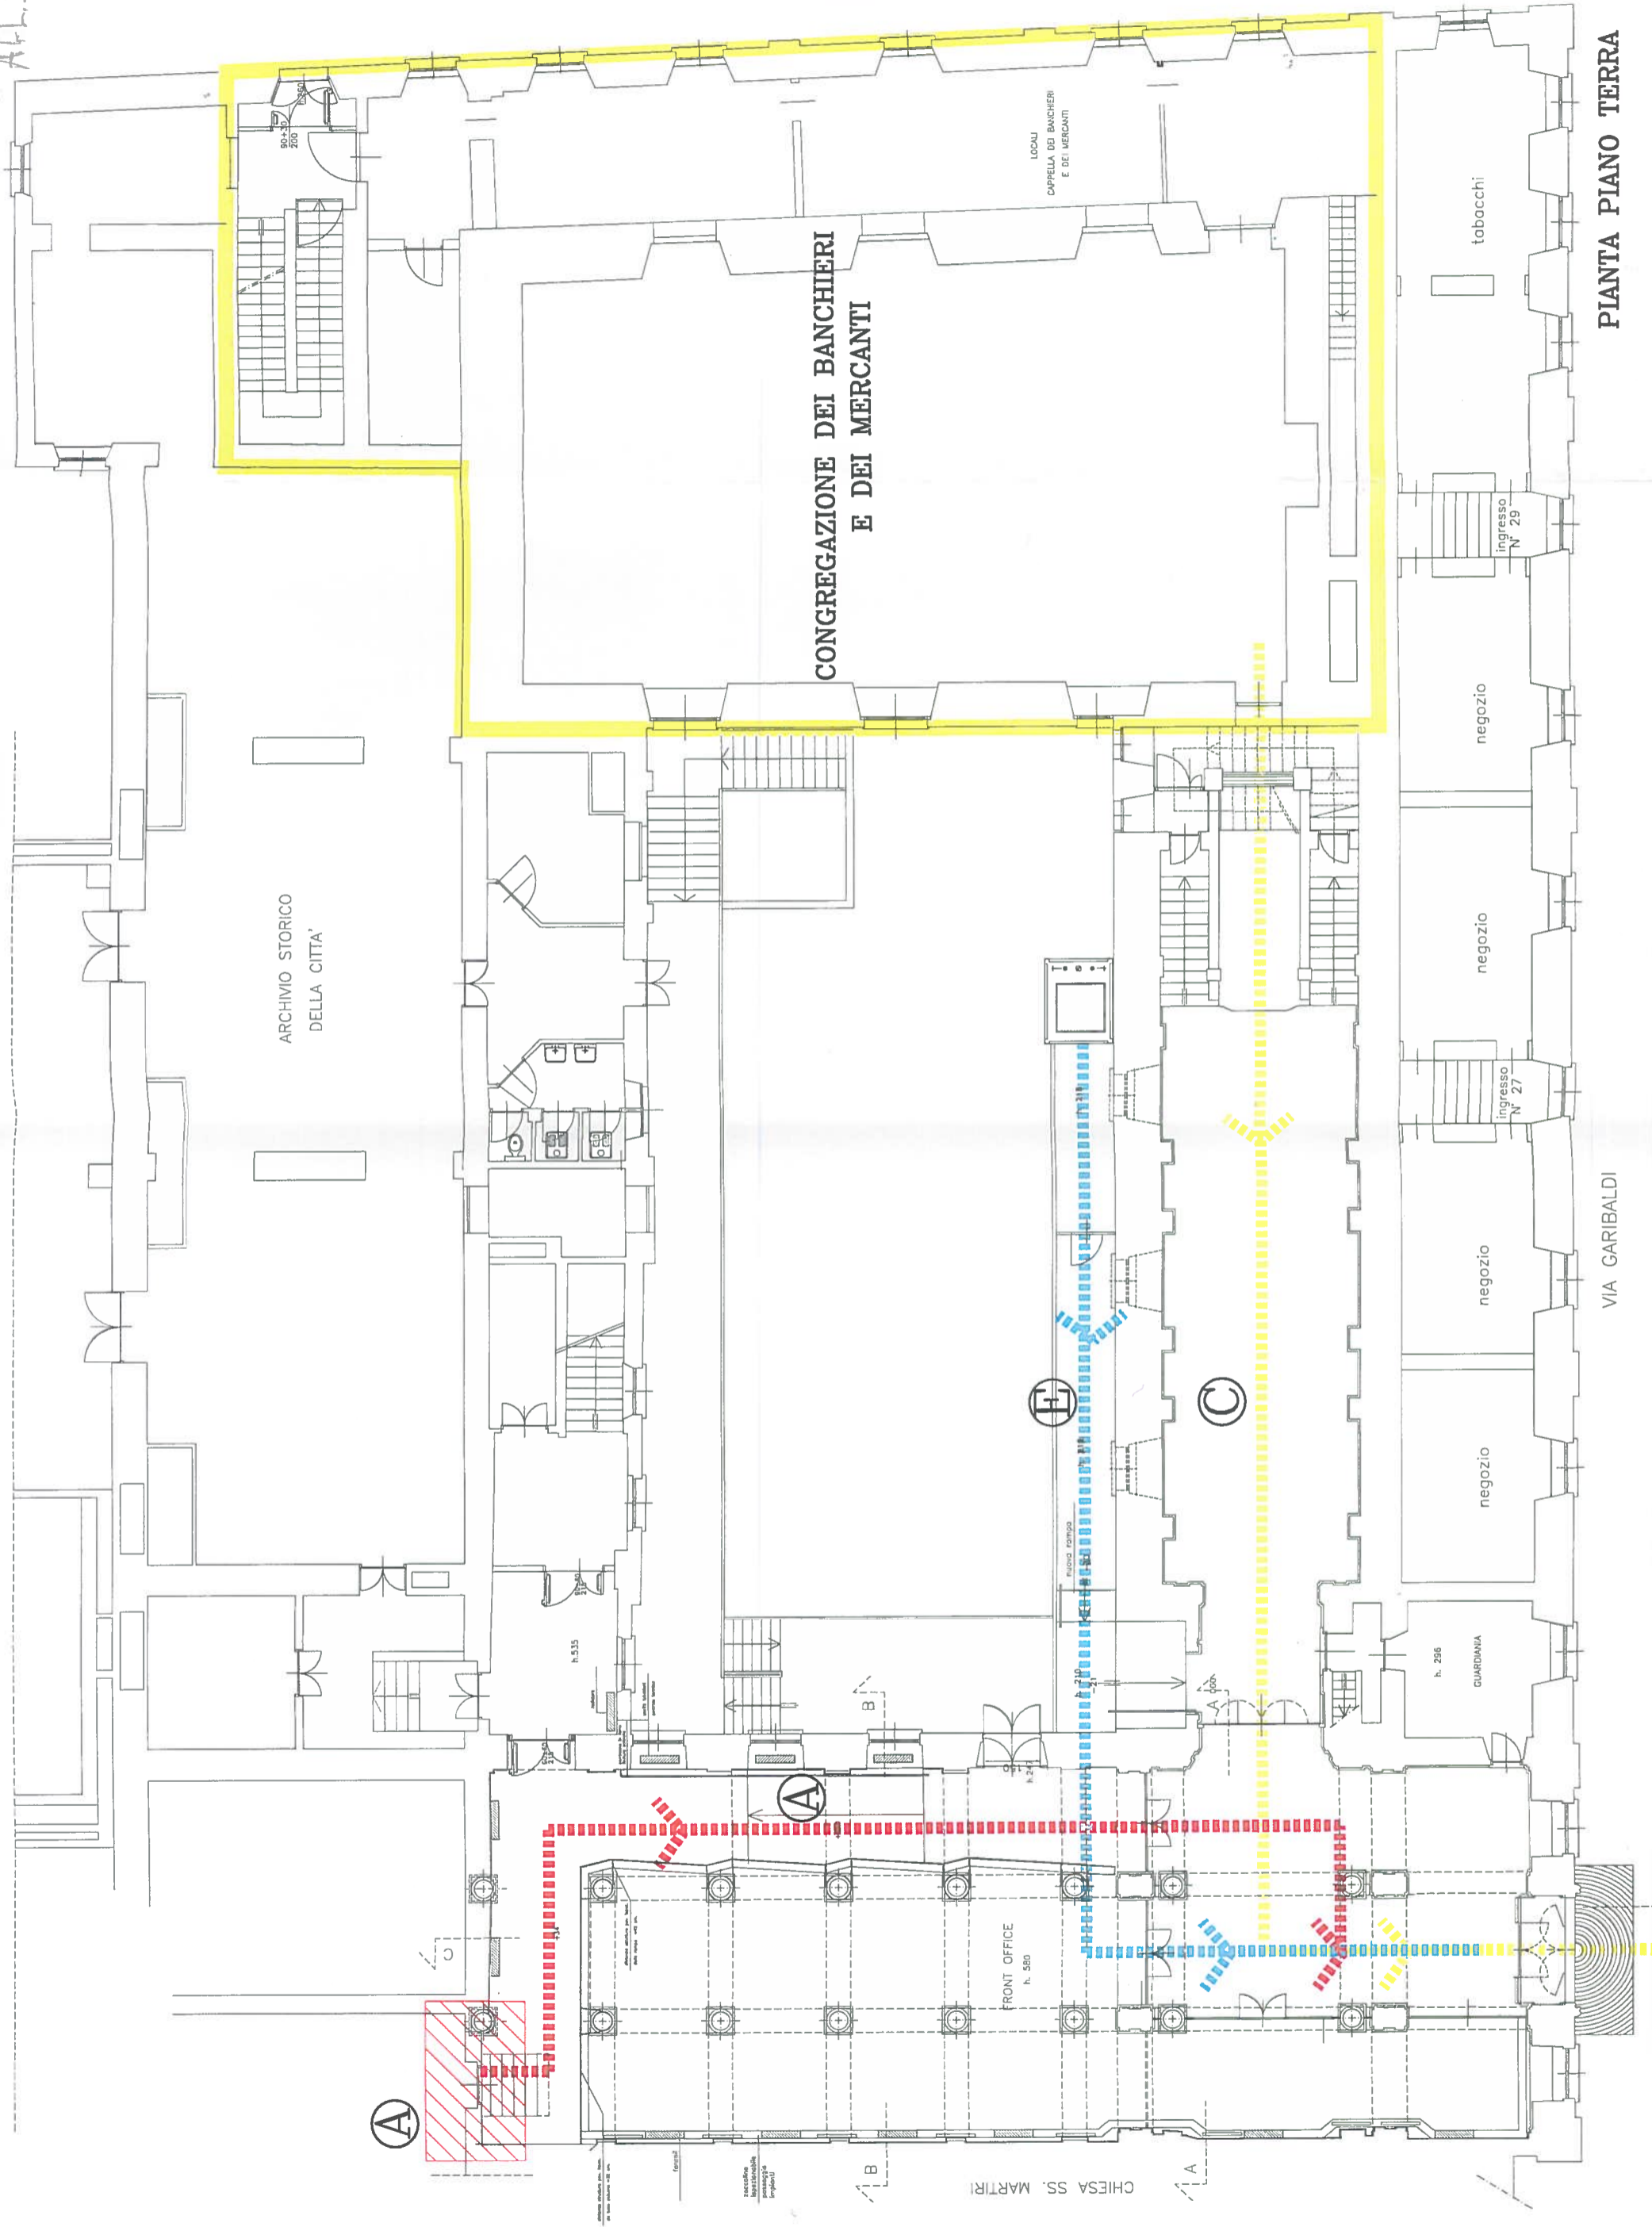 PIANTA PIANO TERRA
CONGREGAZIONE DEI BANCHIERI
E DEI MERCANTI
LOCALI
CAPPELLA DEI BANCHIERI
E DEI MERCANTI
90+30
200
ARCHIVIO STORICO
DELLA CITTA'
tabacchi
ingresso
N° 29
negozio
negozio
ingresso
N° 27
negozio
negozio
VIA GARIBALDI
h. 296
GUARDIANIA
E
C
nuova rampa
h. 210
h.535
h.247
A
A
B
B
A
A
C
FRONT OFFICE
h. 580
CHIESA SS. MARTIRI